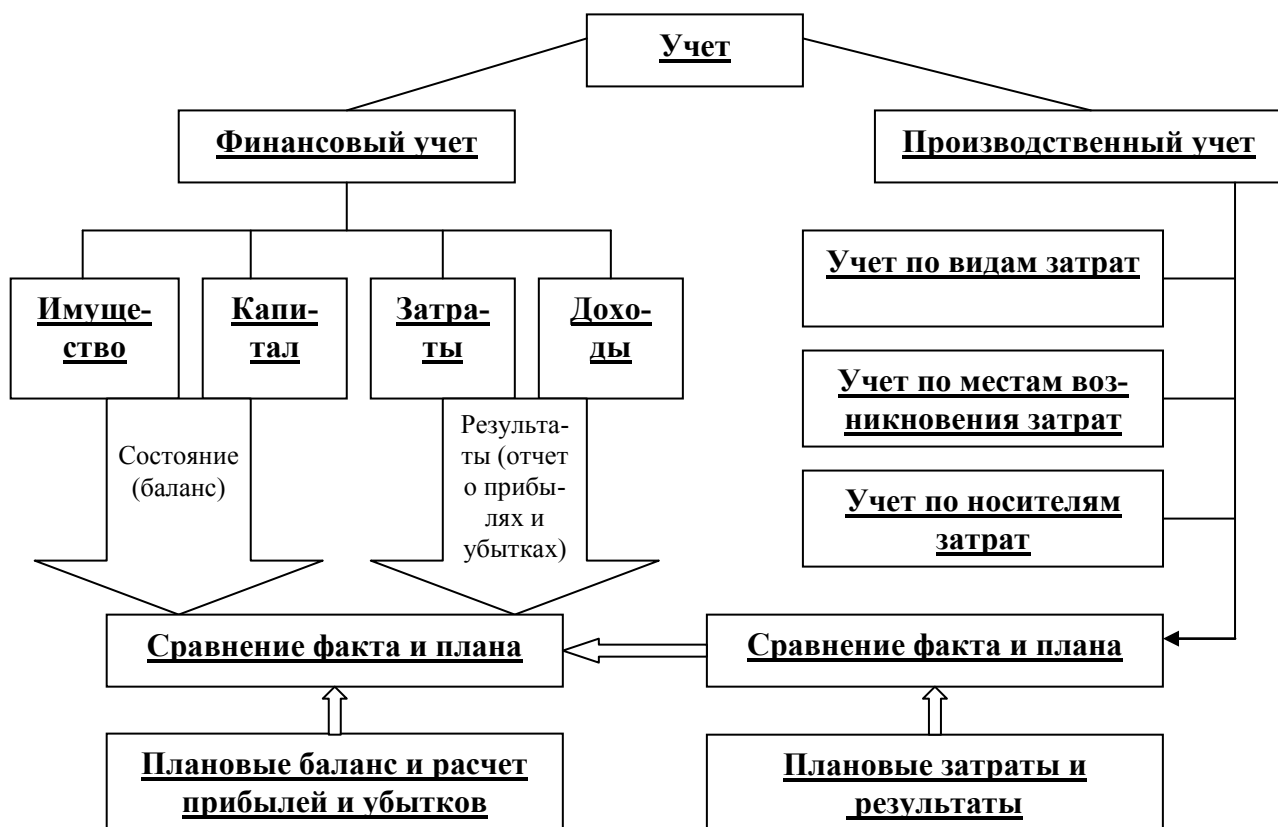 Учет
Финансовый учет
Производственный учет
Учет по видам затрат
Имуще-
ство
Капи-
тал
Затра-
ты
Дохо-
ды
Учет по местам воз-
никновения затрат
Состояние
(баланс)
Результа-
ты (отчет
о прибы-
лях и
убытках)
Учет по носителям
затрат
Сравнение факта и плана
Сравнение факта и плана
Плановые баланс и расчет
прибылей и убытков
Плановые затраты и
результаты